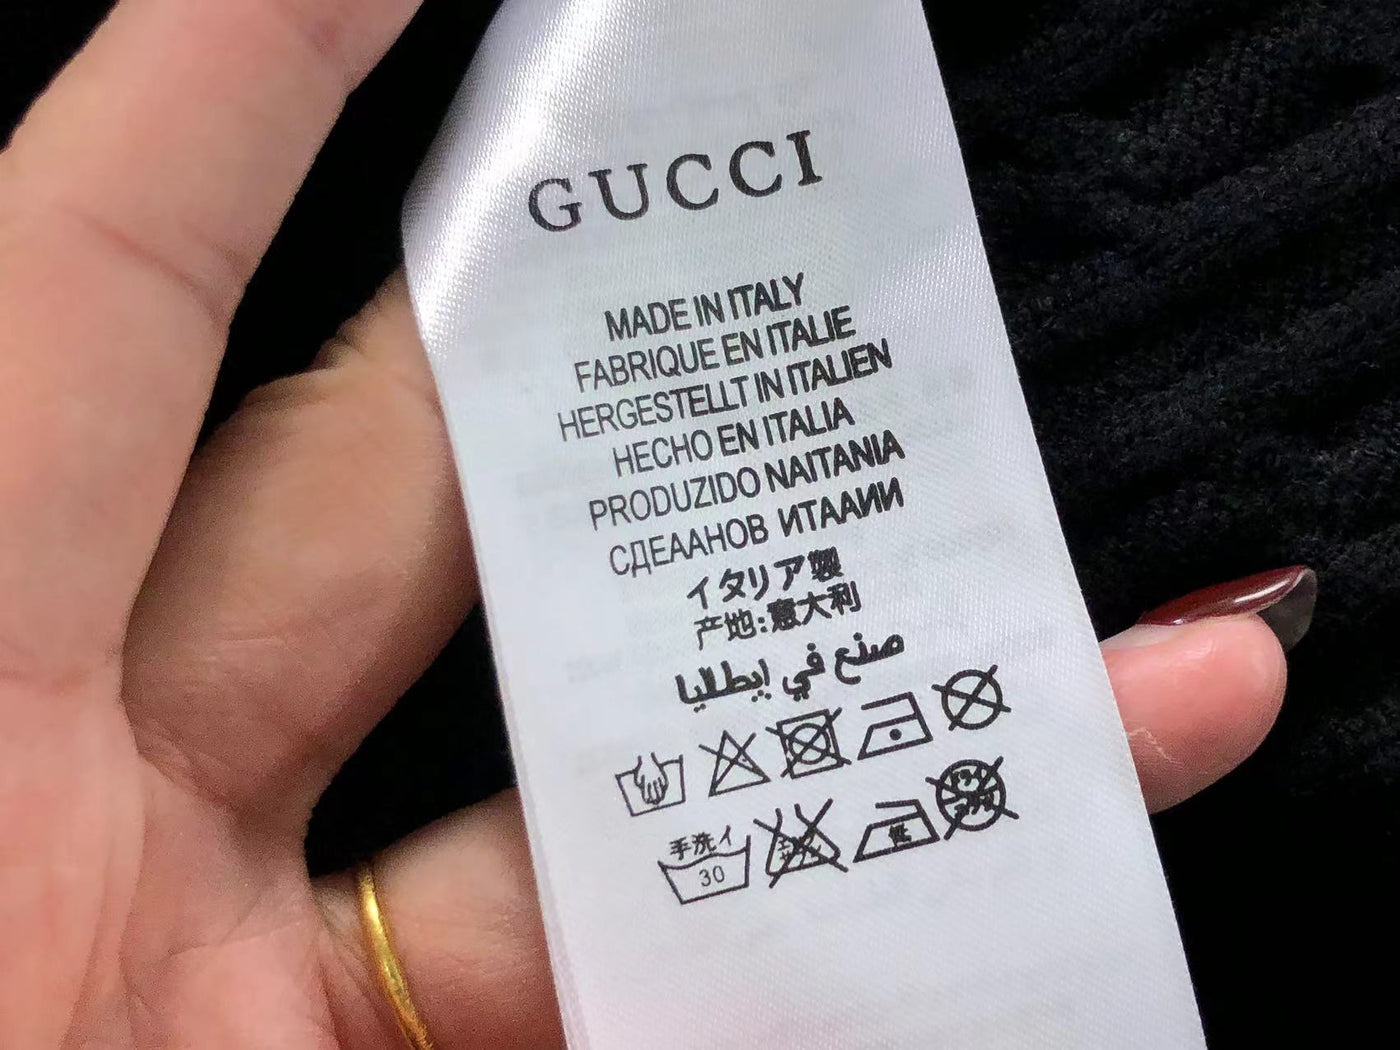 GUCCI
MADE IN ITALY
FABRIQUE EN ITALIE
HERGESTELLT IN ITALIEN
HECHO EN ITALIA
PRODUZIDO NAITANIA
СДЕААНОВ ИТААИИ
イタリア製
产地:意大利
صنع في إيطاليا
手洗イ
30
低